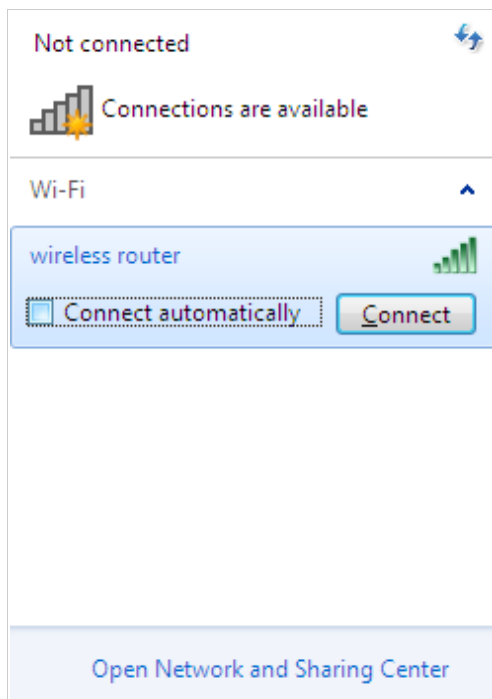 Not connected
Connections are available
Wi-Fi
wireless router
Connect automatically Connect
Open Network and Sharing Center